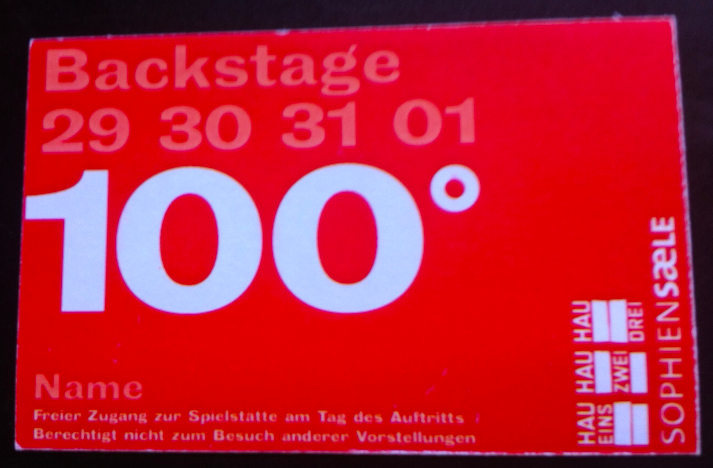 Backstage
29 30 31 01
100°
Name
Freier Zugang zur Spielstätte am Tag des Auftritts
Berechtigt nicht zum Besuch anderer Vorstellungen
HAU HAU HAU
EINS ZWEI DREI
SOPHIENSÆLE